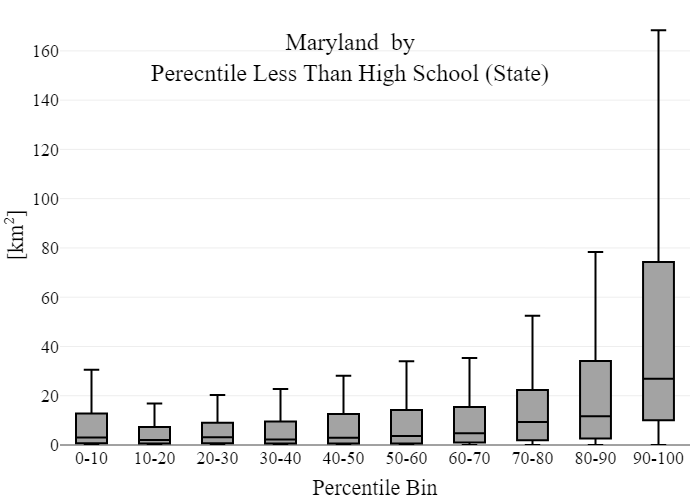 Maryland by
Perecntile Less Than High School (State)
160
140
120
100
80
60
40
20
0
[km²]
0-10 10-20 20-30 30-40 40-50 50-60 60-70 70-80 80-90 90-100
Percentile Bin